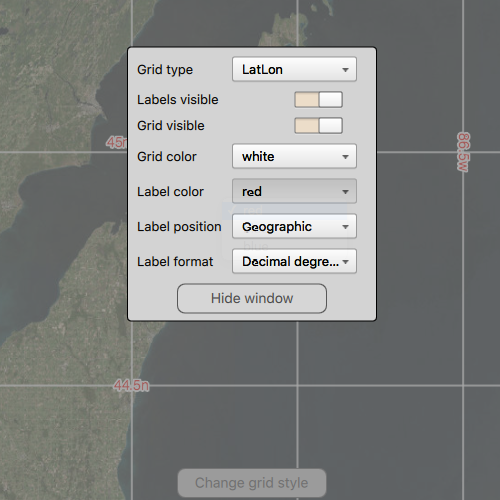 Grid type
LatLon
Labels visible
Grid visible
45n
86.5w
Grid color
white
Label color
red
Label position
Geographic
Label format
Decimal degre...
Hide window
44.5n
Change grid style